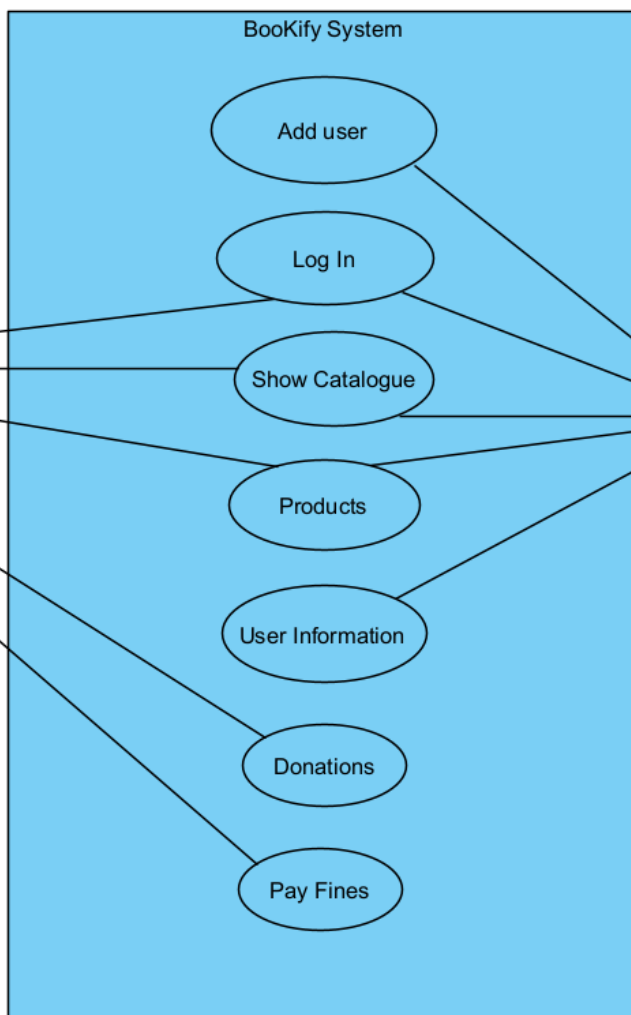 BooKify System
Add user
Log In
Show Catalogue
Products
User Information
Donations
Pay Fines